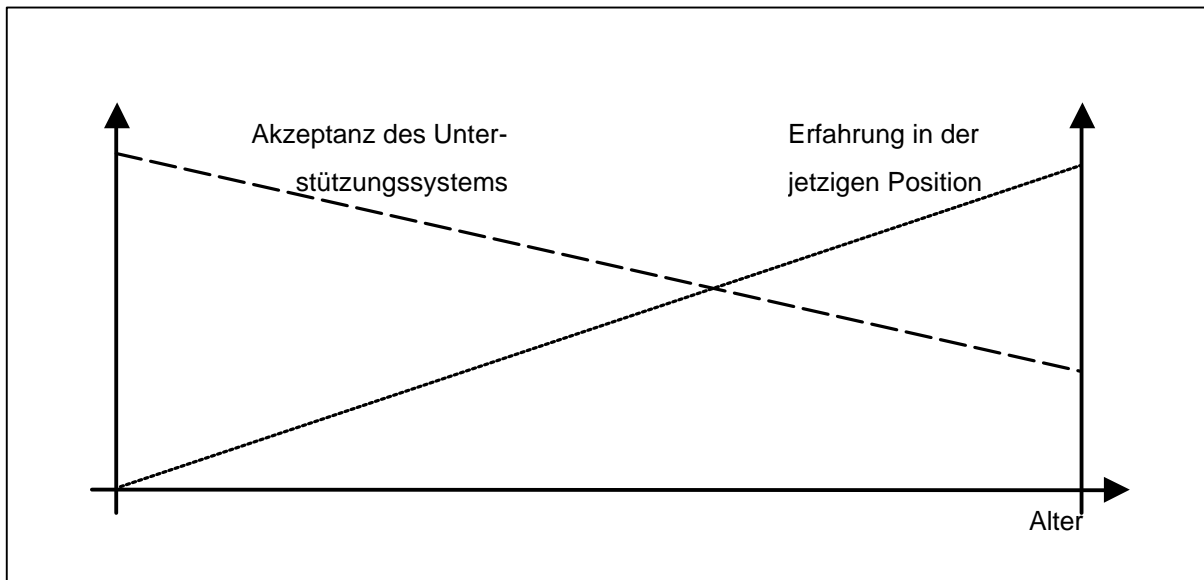 Akzeptanz des Unter-
stützungssystems
Erfahrung in der
jetzigen Position
Alter